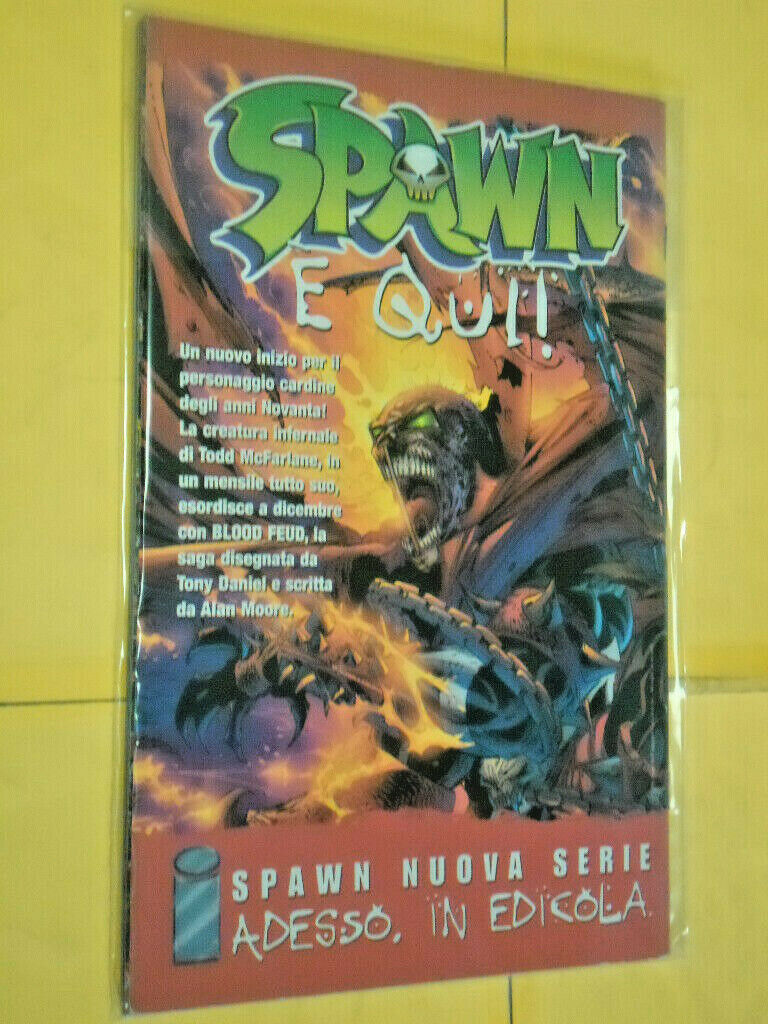 SPAWN
È QUI!
Un nuovo inizio per il
personaggio cardine
degli anni Novanta!
La creatura infernale
di Todd McFarlane, in
un mensile tutto suo,
esordisce a dicembre
con BLOOD FEUD, la
saga disegnata da
Tony Daniel e scritta
da Alan Moore.
SPAWN NUOVA SERIE
ADESSO, IN EDICOLA